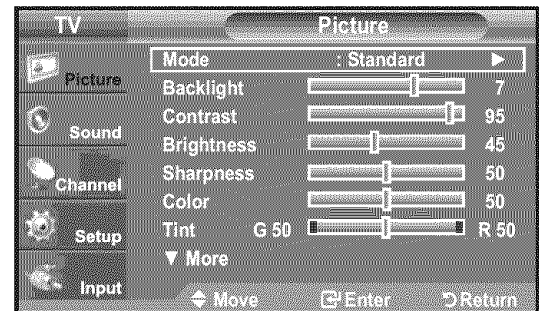 TV
Picture
Picture
Sound
Channel
Setup
Input
Mode : Standard ►
Backlight 7
Contrast 95
Brightness 45
Sharpness 50
Color 50
Tint G 50 R 50
▼ More
Move Enter Return